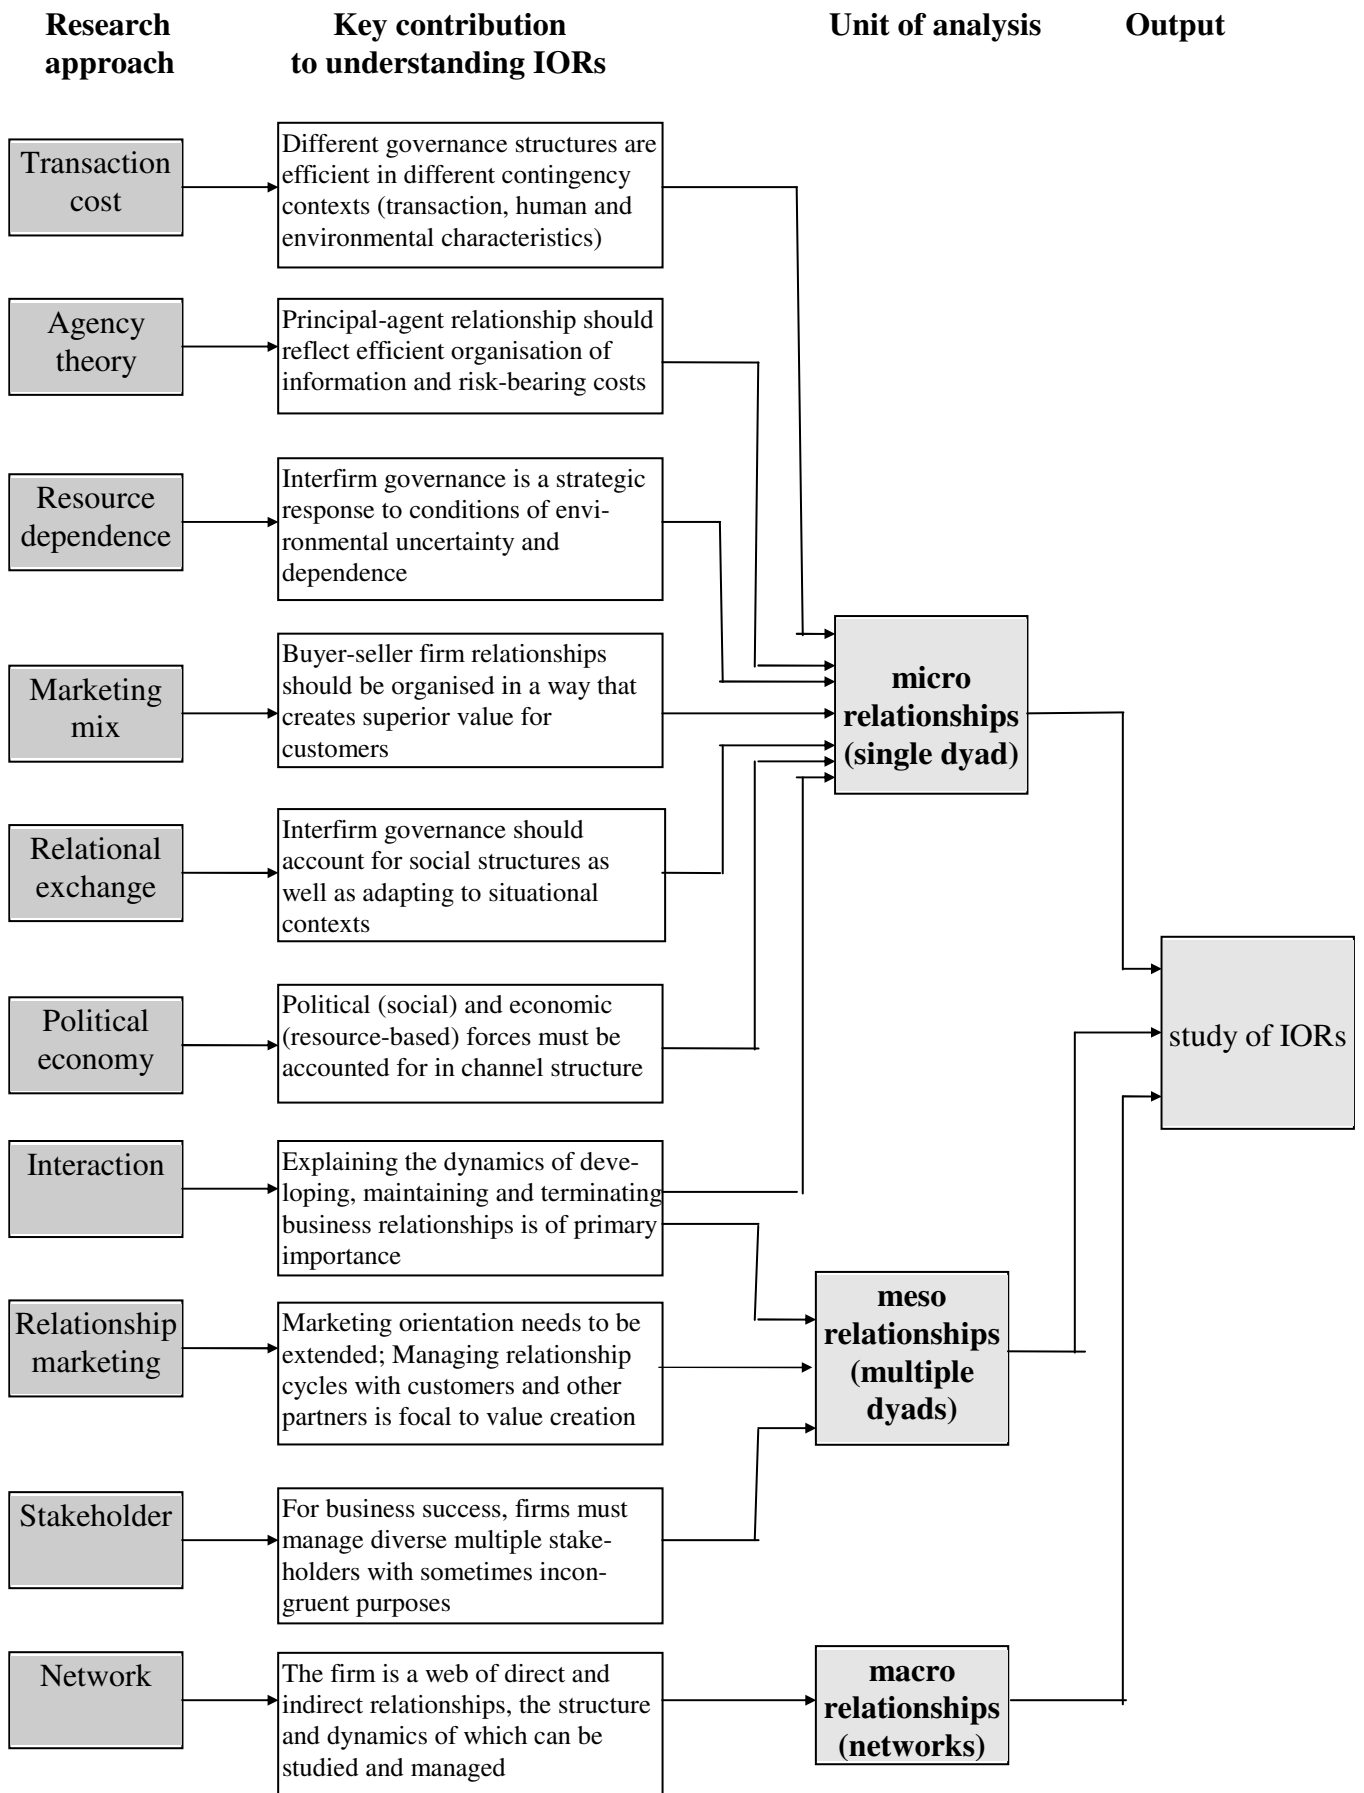 Research
approach
Key contribution
to understanding IORs
Unit of analysis
Output
Transaction
cost
Different governance structures are
efficient in different contingency
contexts (transaction, human and
environmental characteristics)
Agency
theory
Principal-agent relationship should
reflect efficient organisation of
information and risk-bearing costs
Resource
dependence
Interfirm governance is a strategic
response to conditions of envi-
ronmental uncertainty and
dependence
Marketing
mix
Buyer-seller firm relationships
should be organised in a way that
creates superior value for
customers
Relational
exchange
Interfirm governance should
account for social structures as
well as adapting to situational
contexts
Political
economy
Political (social) and economic
(resource-based) forces must be
accounted for in channel structure
Interaction
Explaining the dynamics of deve-
loping, maintaining and terminating
business relationships is of primary
importance
Relationship
marketing
Marketing orientation needs to be
extended; Managing relationship
cycles with customers and other
partners is focal to value creation
Stakeholder
For business success, firms must
manage diverse multiple stake-
holders with sometimes incon-
gruent purposes
Network
The firm is a web of direct and
indirect relationships, the structure
and dynamics of which can be
studied and managed
micro
relationships
(single dyad)
meso
relationships
(multiple
dyads)
macro
relationships
(networks)
study of IORs